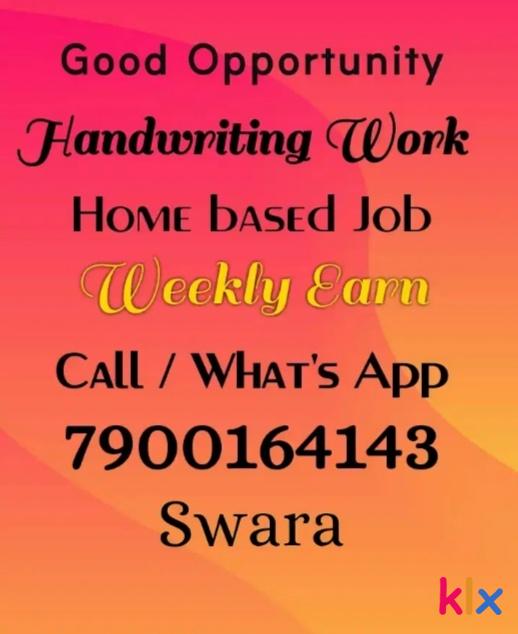 Good Opportunity
Handwriting Work
Home based Job
Weekly Earn
Call / What's App
7900164143
Swara
klx